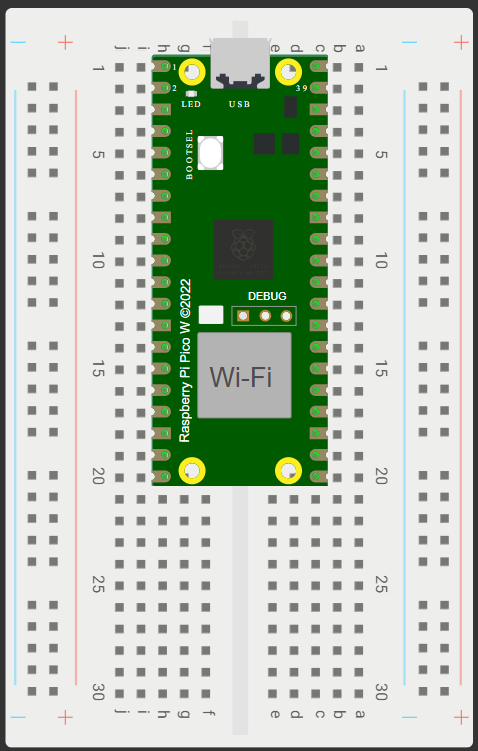 − + − +
j i h g f e d c b a
1 1
1
2 39
LED USB
BOOTSEL
5 5
10 10
DEBUG
Raspberry Pi Pico W ©2022
Wi-Fi
15 15
20 20
25 25
30 30
j i h g f e d c b a
− + − +